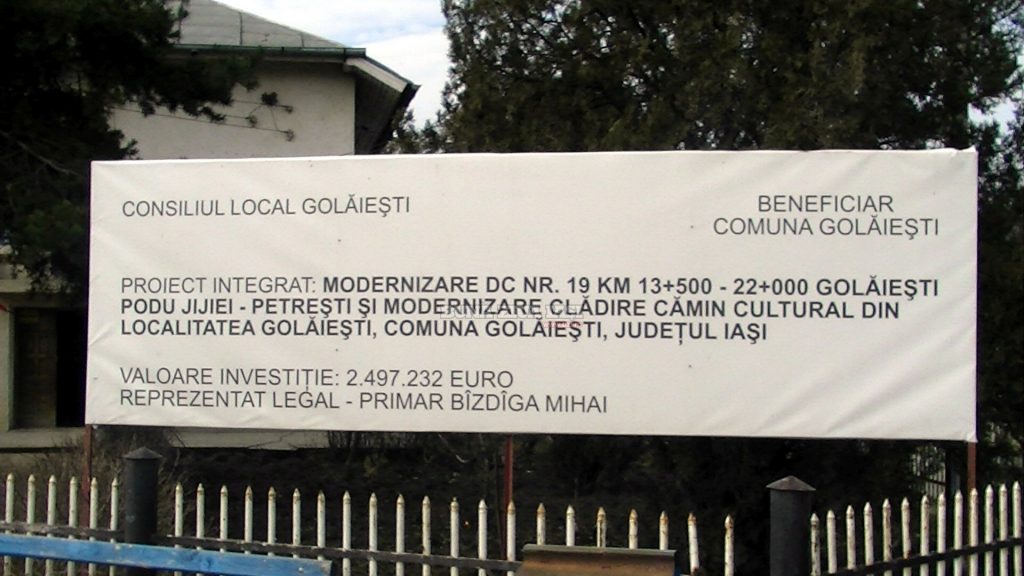 CONSILIUL LOCAL GOLĂIEŞTI
BENEFICIAR
COMUNA GOLĂIEŞTI
PROIECT INTEGRAT: MODERNIZARE DC NR. 19 KM 13+500 - 22+000 GOLĂIEŞTI
PODU JIJIEI - PETREŞTI ŞI MODERNIZARE CLĂDIRE CĂMIN CULTURAL DIN
LOCALITATEA GOLĂIEŞTI, COMUNA GOLĂIEŞTI, JUDEŢUL IAŞI
VALOARE INVESTIŢIE: 2.497.232 EURO
REPREZENTAT LEGAL - PRIMAR BÎZDÎGA MIHAI